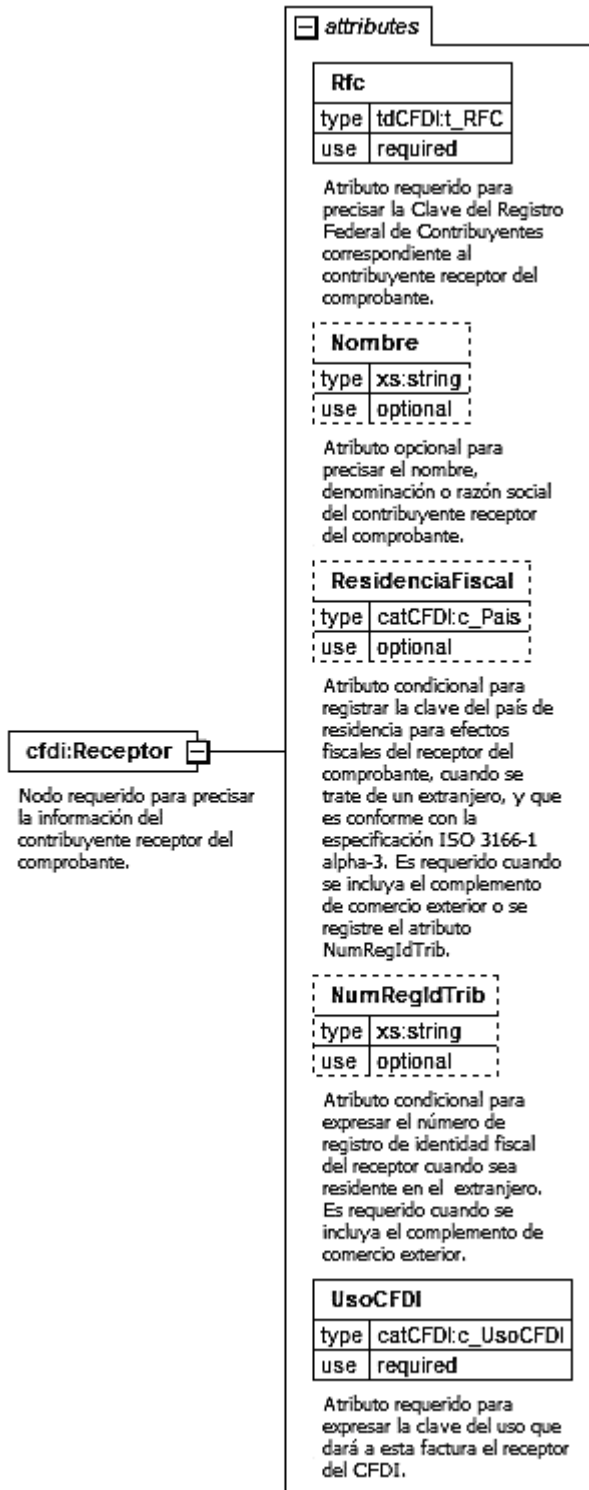 attributes
Rfc
type tdCFDI:t_RFC
use required
Atributo requerido para
precisar la Clave del Registro
Federal de Contribuyentes
correspondiente al
contribuyente receptor del
comprobante.
Nombre
type xs:string
use optional
Atributo opcional para
precisar el nombre,
denominación o razón social
del contribuyente receptor
del comprobante.
ResidenciaFiscal
type catCFDI:c_Pais
use optional
Atributo condicional para
registrar la clave del país de
residencia para efectos
fiscales del receptor del
comprobante, cuando se
trate de un extranjero, y que
es conforme con la
especificación ISO 3166-1
alpha-3. Es requerido cuando
se incluya el complemento
de comercio exterior o se
registre el atributo
NumRegIdTrib.
cfdi:Receptor
Nodo requerido para precisar
la información del
contribuyente receptor del
comprobante.
NumRegIdTrib
type xs:string
use optional
Atributo condicional para
expresar el número de
registro de identidad fiscal
del receptor cuando sea
residente en el extranjero.
Es requerido cuando se
incluya el complemento de
comercio exterior.
UsoCFDI
type catCFDI:c_UsoCFDI
use required
Atributo requerido para
expresar la clave del uso que
dará a esta factura el receptor
del CFDI.